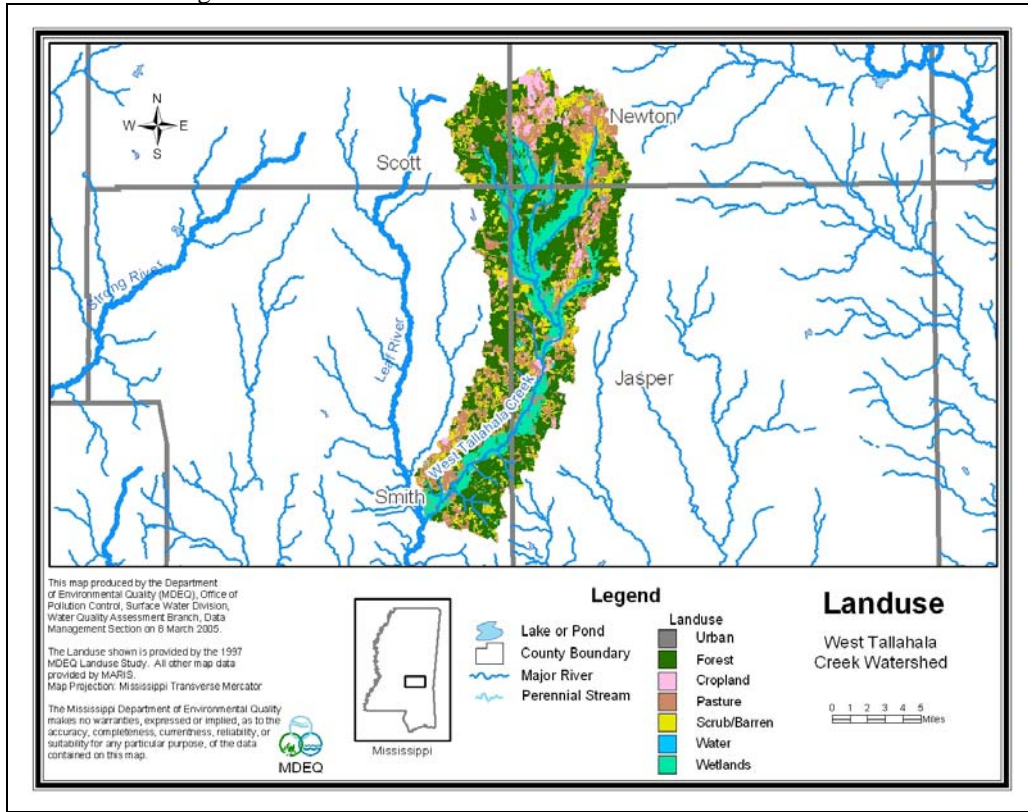 N
W E
S
Newton
Scott
Strong River
Leaf River
Jasper
West Tallahala Creek
Smith
This map produced by the Department
of Environmental Quality (MDEQ), Office of
Pollution Control, Surface Water Division,
Water Quality Assessment Branch, Data
Management Section on 8 March 2005.
The Landuse shown is provided by the 1997
MDEQ Landuse Study. All other map data
provided by MARIS.
Map Projection: Mississippi Transverse Mercator
The Mississippi Department of Environmental Quality
makes no warranties, expressed or implied, as to the
accuracy, completeness, currentness, reliability, or
suitability for any particular purpose, of the data
contained on this map.
MDEQ
Mississippi
Legend
Lake or Pond
County Boundary
Major River
Perennial Stream
Landuse
Urban
Forest
Cropland
Pasture
Scrub/Barren
Water
Wetlands
Landuse
West Tallahala
Creek Watershed
0 1 2 3 4 5
Miles